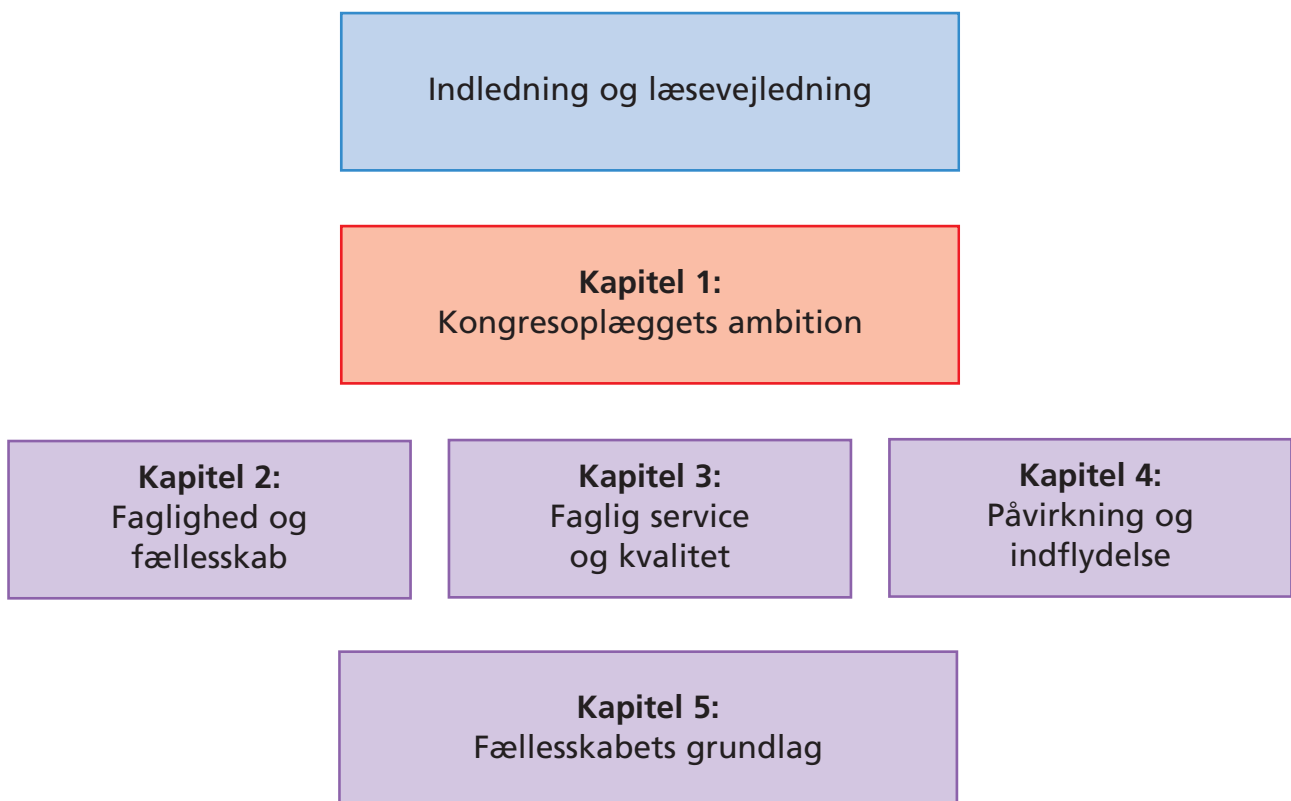 Indledning og læsevejledning
Kapitel 1:
Kongresoplæggets ambition
Kapitel 2:
Faglighed og
fællesskab
Kapitel 3:
Faglig service
og kvalitet
Kapitel 4:
Påvirkning og
indflydelse
Kapitel 5:
Fællesskabets grundlag